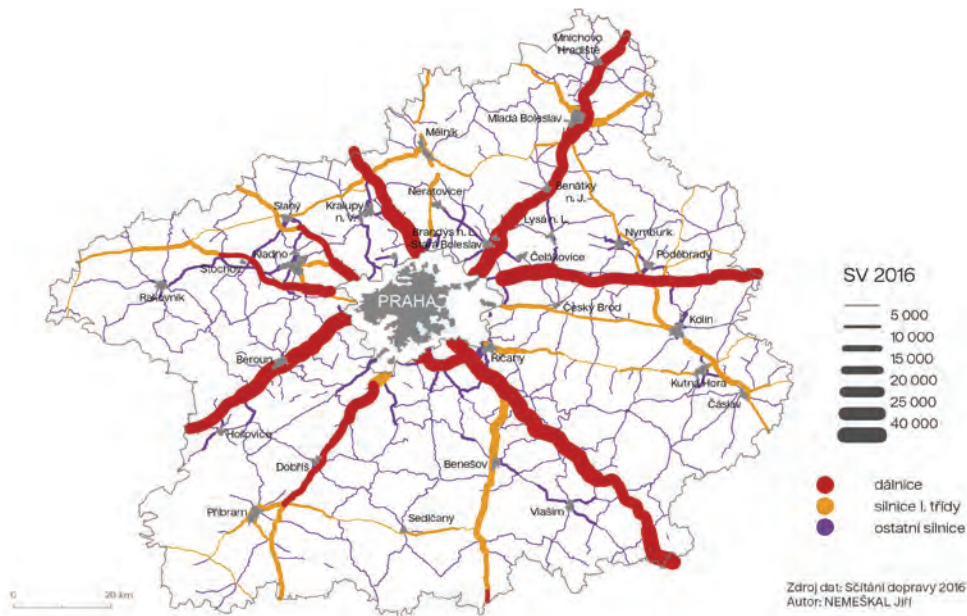 Mnichovo
Hradiště
Mladá Boleslav
Mělník
Benátky
n. J.
Neratovice
Slaný
Kralupy
n. V.
Lysá n. L.
Brandýs n. L.
-Stará Boleslav
Nymburk
Kladno
Čelákovice
Poděbrady
Stochov
Rakovník
PRAHA
Český Brod
Kolín
Beroun
Říčany
Kutná Hora
Čáslav
Hořovice
Dobříš
Benešov
Příbram
Sedlčany
Vlašim
SV 2016
5 000
10 000
15 000
20 000
25 000
40 000
dálnice
silnice I. třídy
ostatní silnice
0
20 km
Zdroj dat: Sčítání dopravy 2016
Autor: NEMEŠKAL Jiří